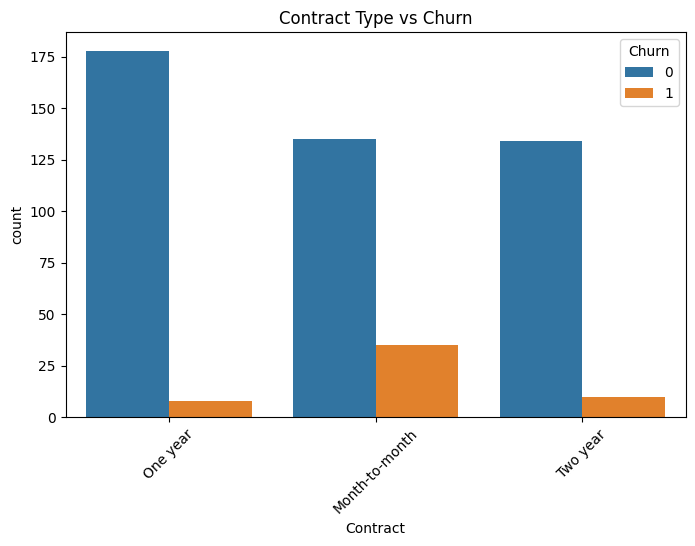 Contract Type vs Churn
Churn
0
1
175
150
125
100
75
50
25
0
count
One year
Month-to-month
Two year
Contract